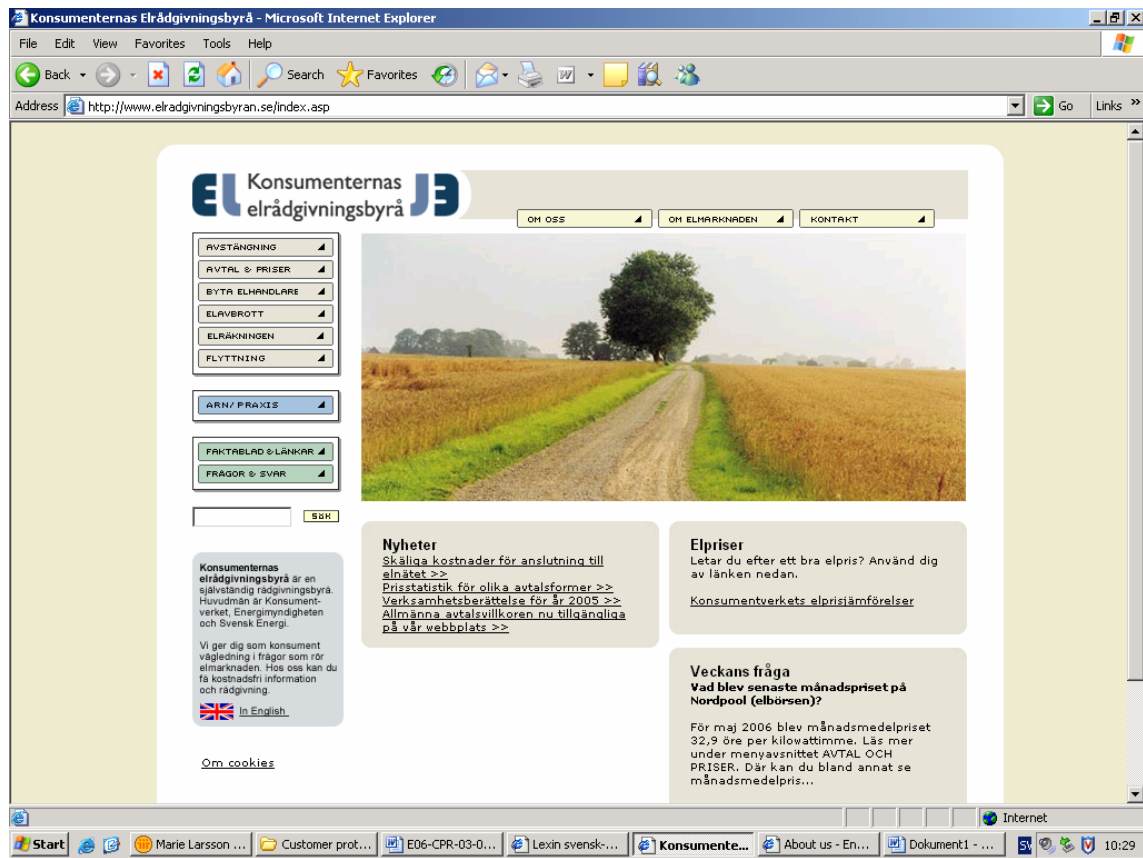 Konsumenternas Elrådgivningsbyrå - Microsoft Internet Explorer
File Edit View Favorites Tools Help
Back Search Favorites
Address http://www.elradgivningsbyran.se/index.asp Go Links »
EL Konsumenternas
elrådgivningsbyrå
OM OSS OM ELMARKNADEN KONTAKT
AVSTÄNGNING
AVTAL & PRISER
BYTA ELHANDLARE
ELAVBROTT
ELRÄKNINGEN
FLYTTNING
ARN/ PRAXIS
FAKTABLAD & LÄNKAR
FRÅGOR & SVAR
SÖK
Konsumenternas
elrådgivningsbyrå är en
självständig rådgivningsbyrå.
Huvudmän är Konsument-
verket, Energimyndigheten
och Svensk Energi.
Vi ger dig som konsument
vägledning i frågor som rör
elmarknaden. Hos oss kan du
få kostnadsfri information
och rådgivning.
In English
Om cookies
Nyheter
Skäliga kostnader för anslutning till
elnätet >>
Prisstatistik för olika avtalsformer >>
Verksamhetsberättelse för år 2005 >>
Allmänna avtalsvillkoren nu tillgängliga
på vår webbplats >>
Elpriser
Letar du efter ett bra elpris? Använd dig
av länken nedan.
Konsumentverkets elprisjämförelser
Veckans fråga
Vad blev senaste månadspriset på
Nordpool (elbörsen)?
För maj 2006 blev månadsmedelpriset
32,9 öre per kilowattimme. Läs mer
under menyavsnittet AVTAL OCH
PRISER. Där kan du bland annat se
månadsmedelpris...
Internet
Start Marie Larsson ... Customer prot... E06-CPR-03-0... Lexin svensk-... Konsumente... About us - En... Dokument1 - ... SV 10:29